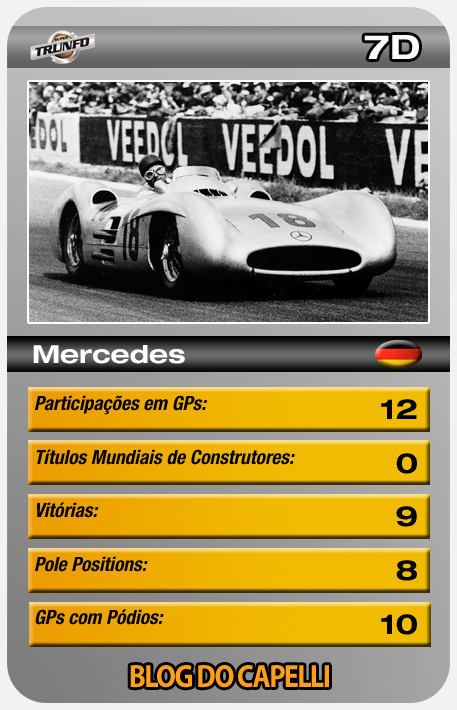 SUPER
TRUNFO
7D
DOL
VEEDOL
VEEDOL
VE
18
18
Mercedes
Participações em GPs:
12
Títulos Mundiais de Construtores:
0
Vitórias:
9
Pole Positions:
8
GPs com Pódios:
10
BLOG DO CAPELLI